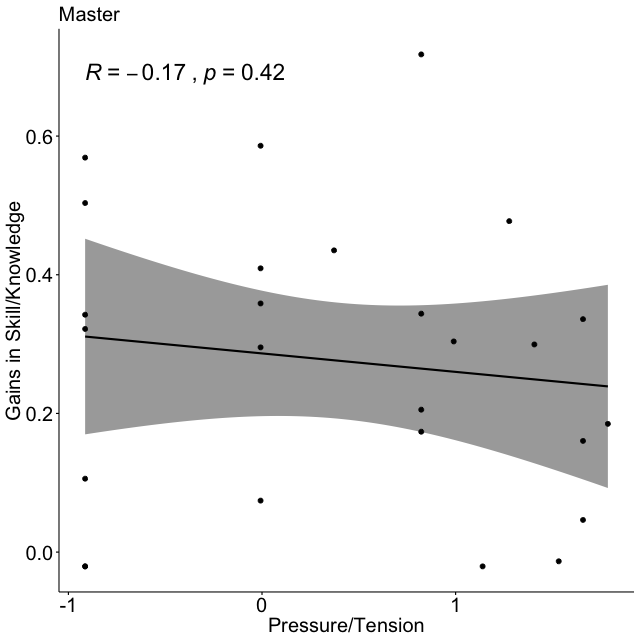 Master
R = −0.17 , p = 0.42
0.6
0.4
0.2
0.0
Gains in Skill/Knowledge
-1 0 1
Pressure/Tension